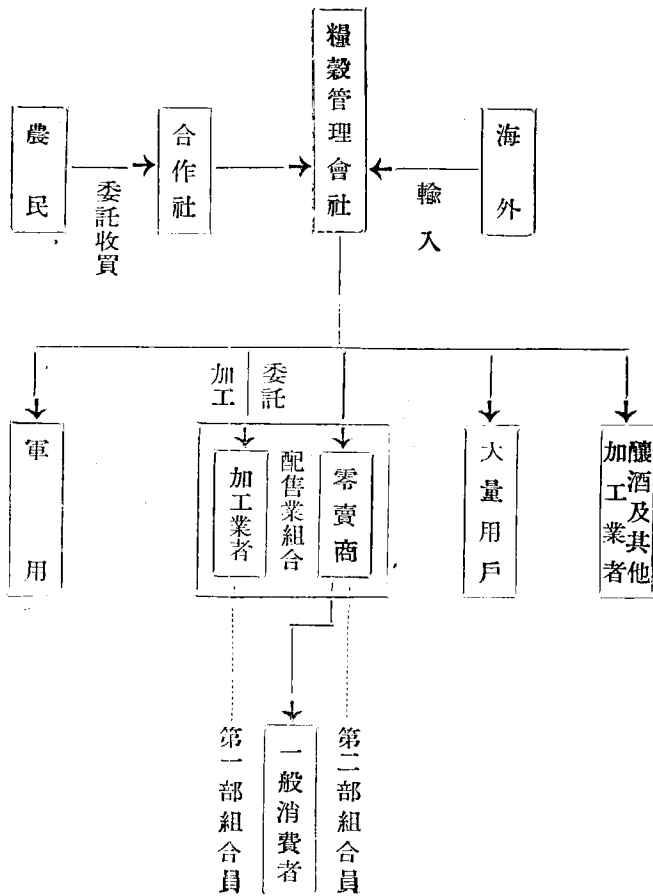 糧穀管理會社
海外
輸入
合作社
農民
委託收買
釀酒及其他
加工業者
大量用戶
委託
加工
零賣商
配售業組合
加工業者
軍用
第二部組合員
一般消費者
第一部組合員